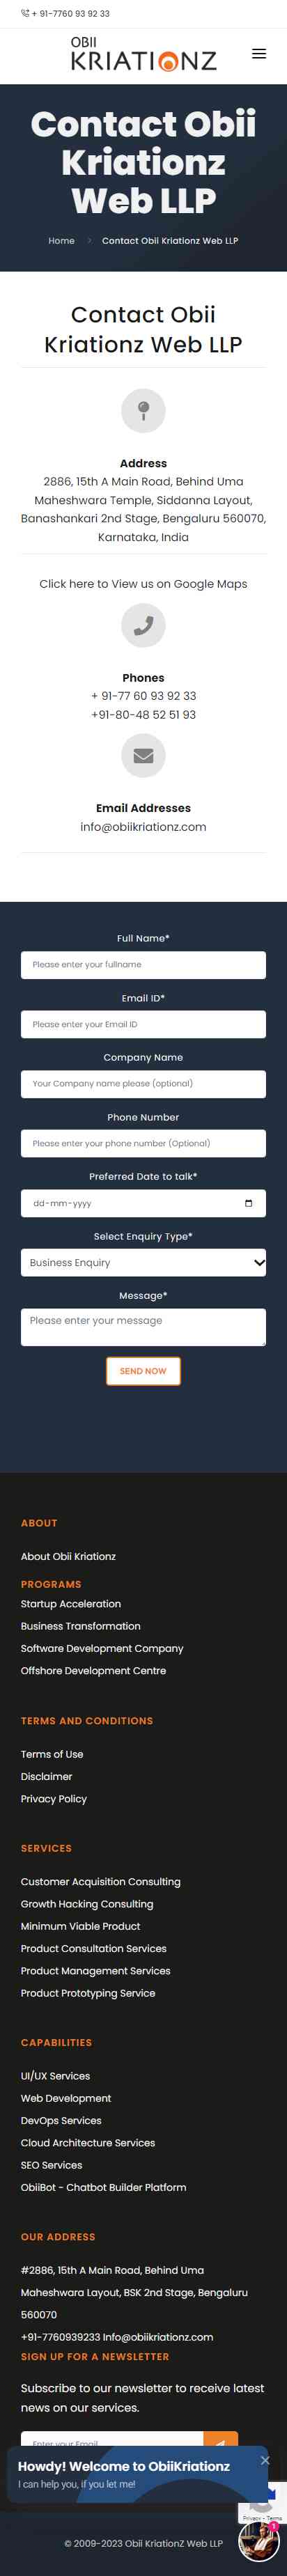 + 91-7760 93 92 33
OBII
KRIATIONZ
Contact Obii
Kriationz
Web LLP
Home > Contact Obii Kriationz Web LLP
Contact Obii
Kriationz Web LLP
Address
2886, 15th A Main Road, Behind Uma
Maheshwara Temple, Siddanna Layout,
Banashankari 2nd Stage, Bengaluru 560070,
Karnataka, India
Click here to View us on Google Maps
Phones
+ 91-77 60 93 92 33
+91-80-48 52 51 93
Email Addresses
info@obiikriationz.com
Full Name*
Please enter your fullname
Email ID*
Please enter your Email ID
Company Name
Your Company name please (optional)
Phone Number
Please enter your phone number (Optional)
Preferred Date to talk*
dd-mm-yyyy
Select Enquiry Type*
Business Enquiry
Message*
Please enter your message
SEND NOW
ABOUT
About Obii Kriationz
PROGRAMS
Startup Acceleration
Business Transformation
Software Development Company
Offshore Development Centre
TERMS AND CONDITIONS
Terms of Use
Disclaimer
Privacy Policy
SERVICES
Customer Acquisition Consulting
Growth Hacking Consulting
Minimum Viable Product
Product Consultation Services
Product Management Services
Product Prototyping Service
CAPABILITIES
UI/UX Services
Web Development
DevOps Services
Cloud Architecture Services
SEO Services
ObiiBot - Chatbot Builder Platform
OUR ADDRESS
#2886, 15th A Main Road, Behind Uma
Maheshwara Layout, BSK 2nd Stage, Bengaluru
560070
+91-7760939233 Info@obiikriationz.com
SIGN UP FOR A NEWSLETTER
Subscribe to our newsletter to receive latest
news on our services.
Enter your Email
Howdy! Welcome to ObiiKriationz
I can help you, if you let me!
Privacy - Terms
1
© 2009-2023 Obii KrationZ Web LLP